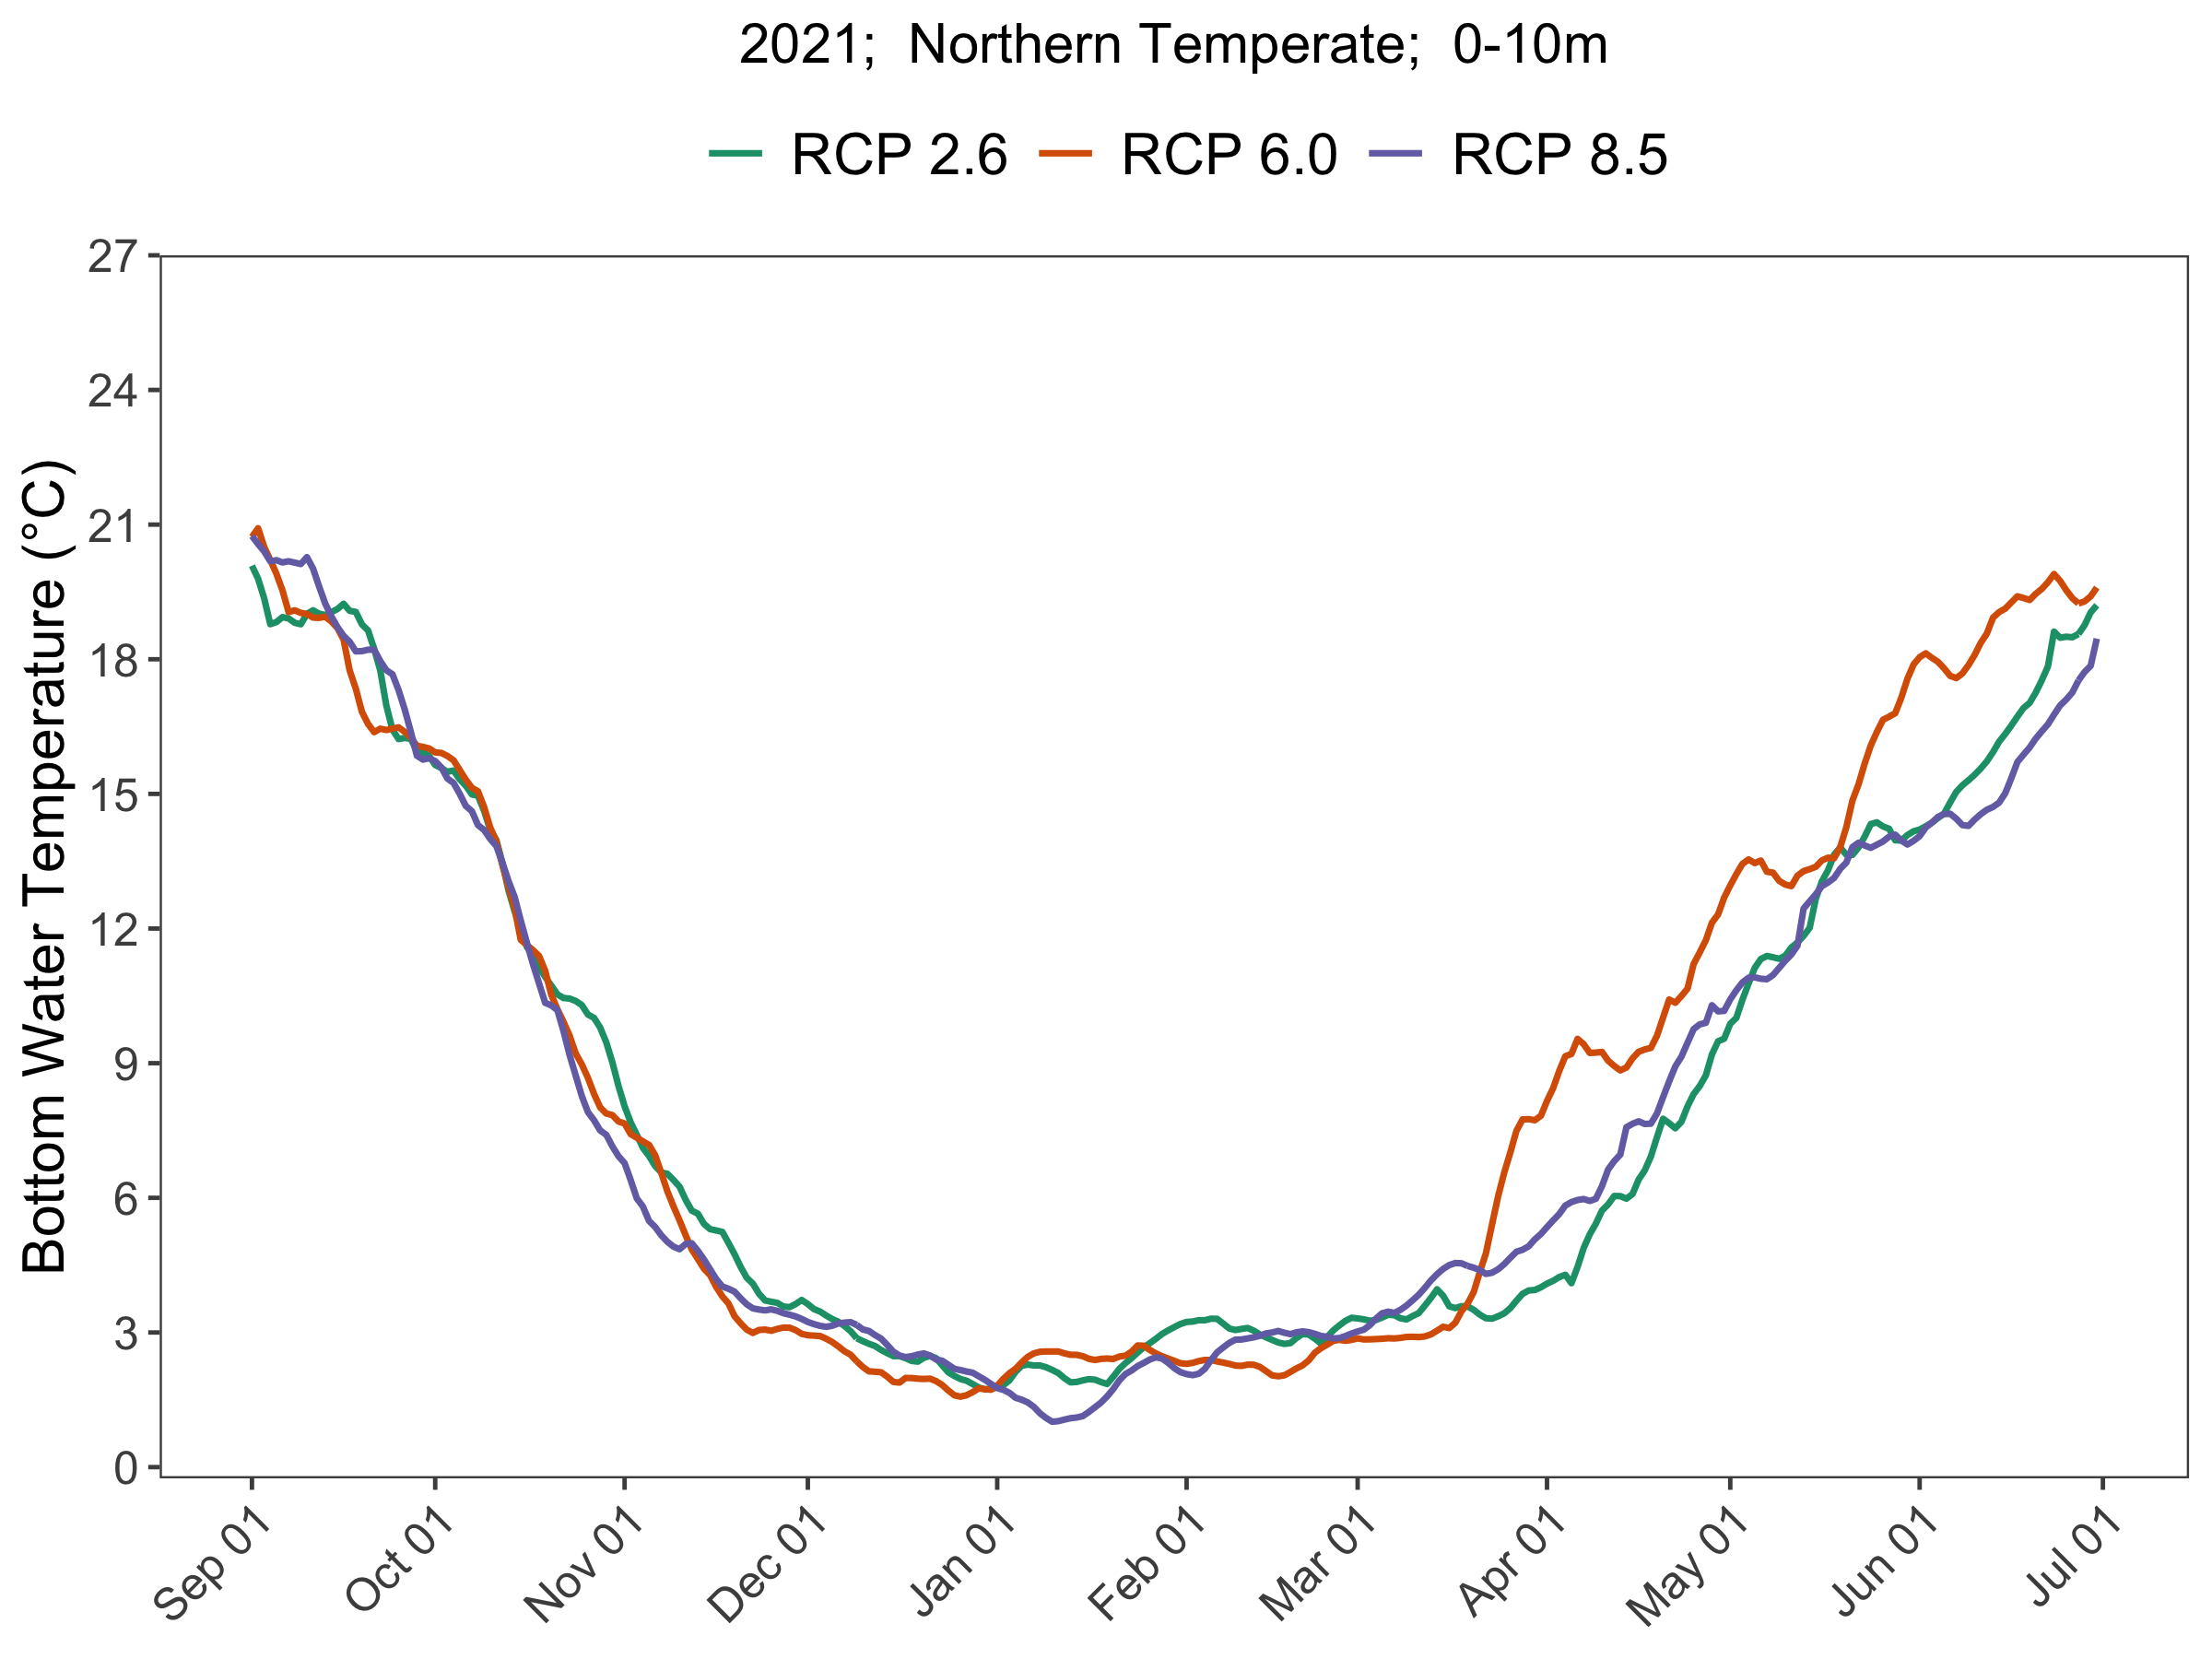 2021; Northern Temperate; 0-10m
RCP 2.6 RCP 6.0 RCP 8.5
Bottom Water Temperature (°C)
27
24
21
18
15
12
9
6
3
0
Sep 01
Oct 01
Nov 01
Dec 01
Jan 01
Feb 01
Mar 01
Apr 01
May 01
Jun 01
Jul 01